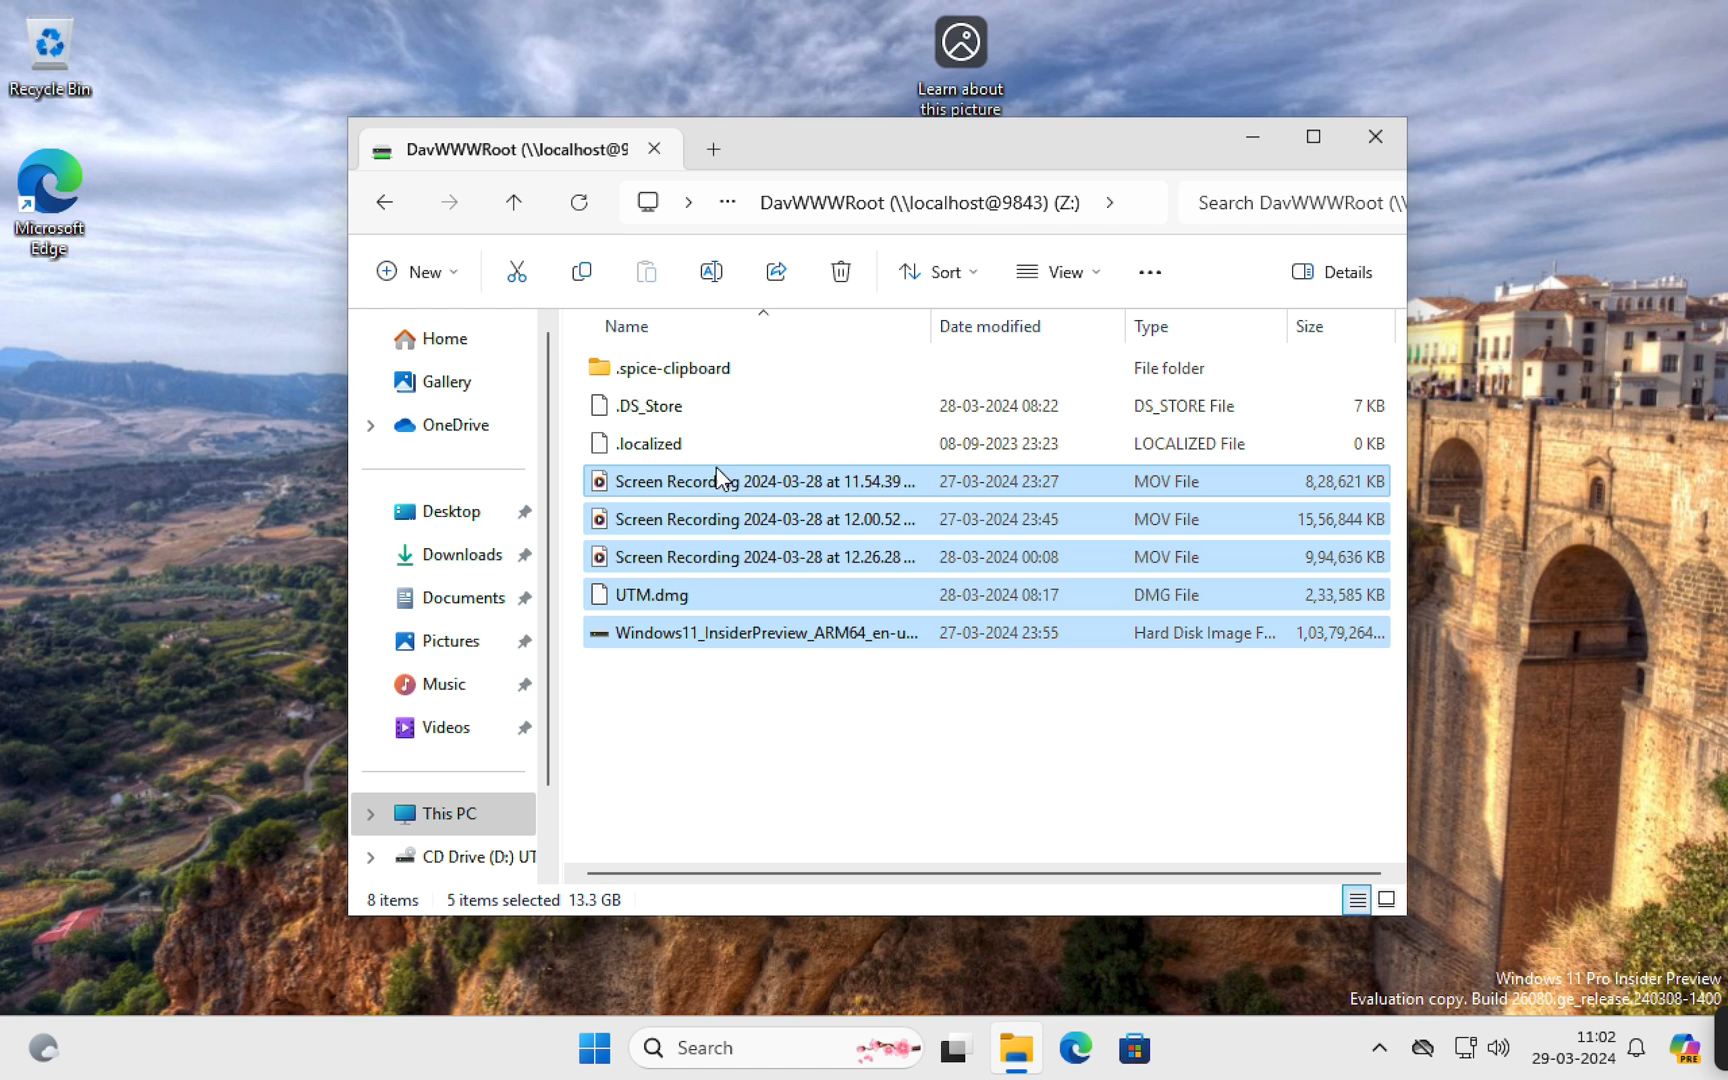 Recycle Bin
Learn about
this picture
Microsoft
Edge
DavWWWRoot (\\localhost@9
DavWWWRoot (\\localhost@9843) (Z:)
Search DavWWWRoot (\\
New
Sort
View
Details
Home
Gallery
OneDrive
Desktop
Downloads
Documents
Pictures
Music
Videos
This PC
CD Drive (D:) UT
Name Date modified Type Size
.spice-clipboard File folder
.DS_Store 28-03-2024 08:22 DS_STORE File 7 KB
.localized 08-09-2023 23:23 LOCALIZED File 0 KB
Screen Recording 2024-03-28 at 11.54.39 ... 27-03-2024 23:27 MOV File 8,28,621 KB
Screen Recording 2024-03-28 at 12.00.52 ... 27-03-2024 23:45 MOV File 15,56,844 KB
Screen Recording 2024-03-28 at 12.26.28 ... 28-03-2024 00:08 MOV File 9,94,636 KB
UTM.dmg 28-03-2024 08:17 DMG File 2,33,585 KB
Windows11_InsiderPreview_ARM64_en-u... 27-03-2024 23:55 Hard Disk Image F... 1,03,79,264...
8 items 5 items selected 13.3 GB
Windows 11 Pro Insider Preview
Evaluation copy. Build 26080.ge_release.240308-1400
Search
11:02
29-03-2024
PRE